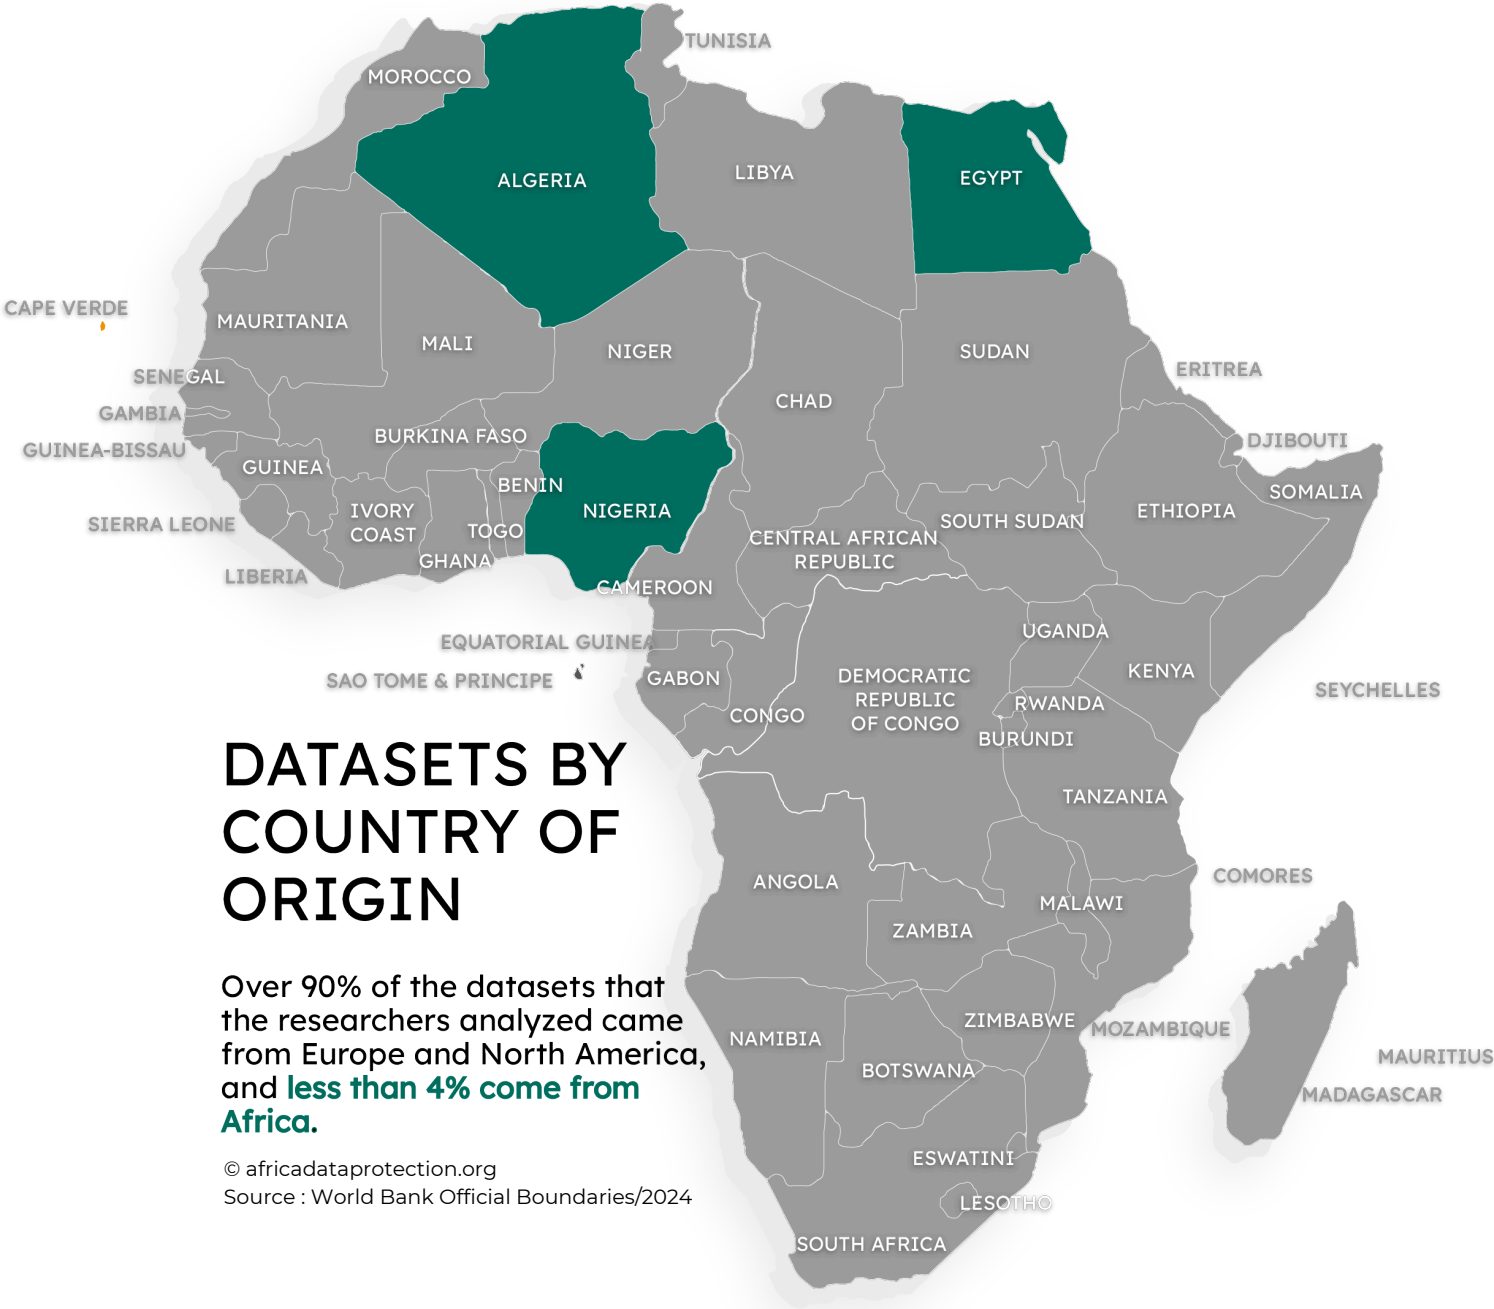 TUNISIA
MOROCCO
ALGERIA
LIBYA
EGYPT
CAPE VERDE
MAURITANIA
MALI
NIGER
SUDAN
ERITREA
SENEGAL
CHAD
GAMBIA
BURKINA FASO
DJIBOUTI
GUINEA-BISSAU
GUINEA
BENIN
SOMALIA
IVORY
COAST
NIGERIA
ETHIOPIA
SIERRA LEONE
TOGO
SOUTH SUDAN
CENTRAL AFRICAN
REPUBLIC
GHANA
LIBERIA
CAMEROON
EQUATORIAL GUINEA
UGANDA
SAO TOME & PRINCIPE
GABON
DEMOCRATIC
REPUBLIC
OF CONGO
KENYA
SEYCHELLES
CONGO
RWANDA
BURUNDI
TANZANIA
DATASETS BY
COUNTRY OF
ORIGIN
ANGOLA
COMORES
MALAWI
ZAMBIA
Over 90% of the datasets that
the researchers analyzed came
from Europe and North America,
and less than 4% come from
Africa.
ZIMBABWE
MOZAMBIQUE
NAMIBIA
BOTSWANA
MAURITIUS
MADAGASCAR
© africadataprotection.org
Source : World Bank Official Boundaries/2024
ESWATINI
LESOTHO
SOUTH AFRICA